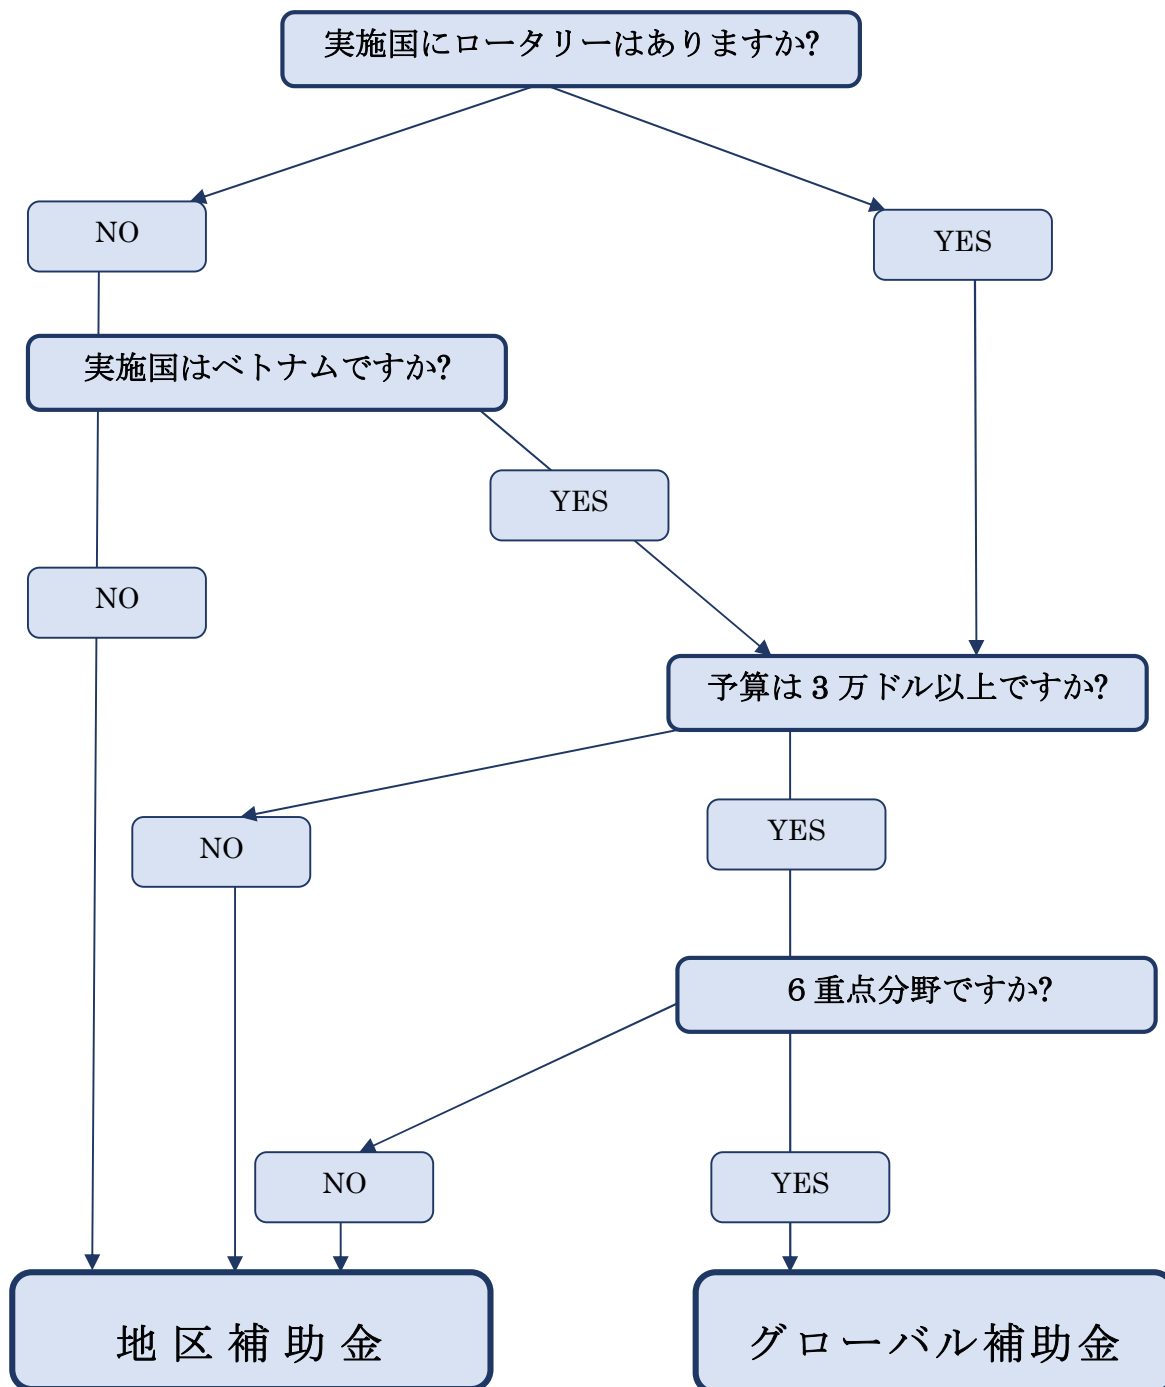 実施国にロータリーはありますか?
NO
YES
実施国はベトナムですか?
YES
NO
予算は 3 万ドル以上ですか?
YES
NO
6 重点分野ですか?
NO
YES
地区補助金
グローバル補助金